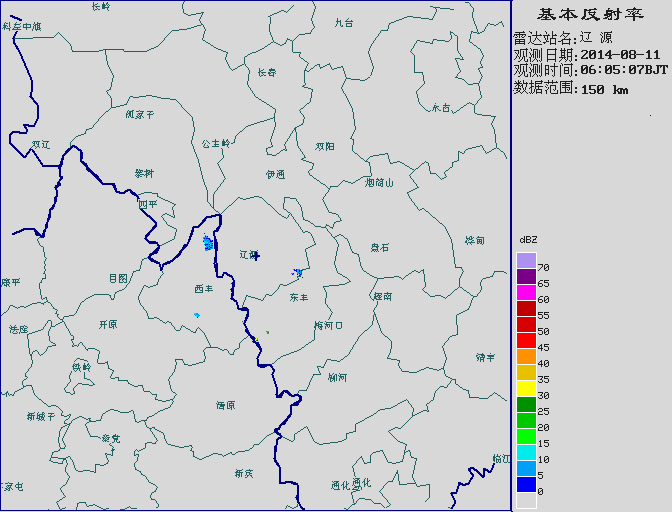 基本反射率
雷达站名:辽 源
观测日期:2014-08-11
观测时间:06:05:07BJT
数据范围:150 km
长岭
科左中旗
九台
长春
永吉
孤家子
双辽
公主岭
双阳
梨树
伊通
烟筒山
四平
桦甸
盘石
辽源
昌图
康平
西丰
东丰
辉南
法库
开原
梅河口
靖宇
铁岭
柳河
清原
新城子
抚顺
新宾
临江
通化
通化
dBZ
70
65
60
55
50
45
40
35
30
25
20
15
10
5
0